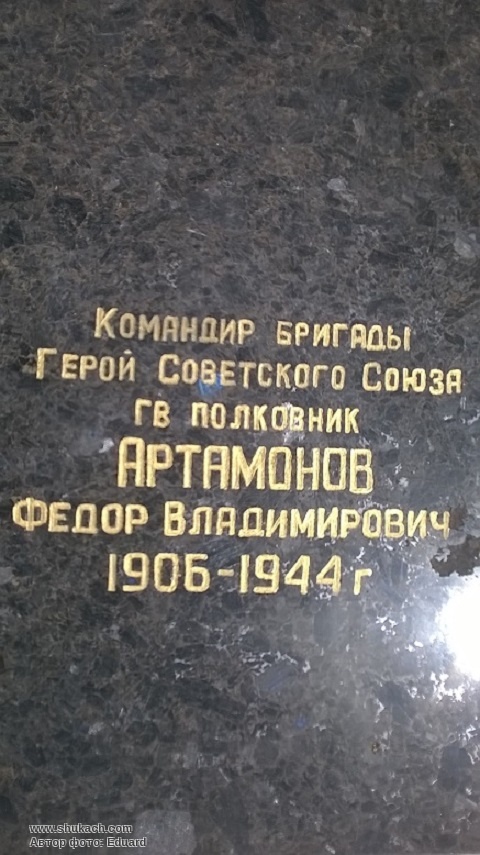 Командир бригады
Герой Советского Союза
гв полковник
АРТАМОНОВ
Федор Владимирович
1906-1944 г
www.shukach.com
Автор фото: Eduard